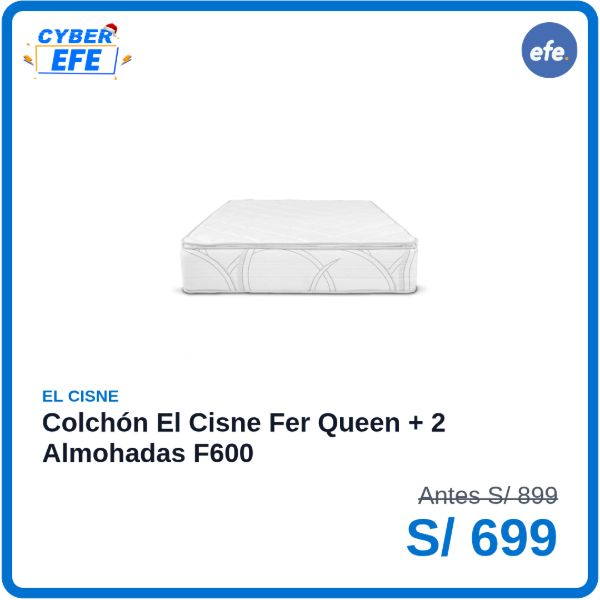 CYBER
EFE
efe.
EL CISNE
Colchón El Cisne Fer Queen + 2
Almohadas F600
Antes S/ 899
S/ 699